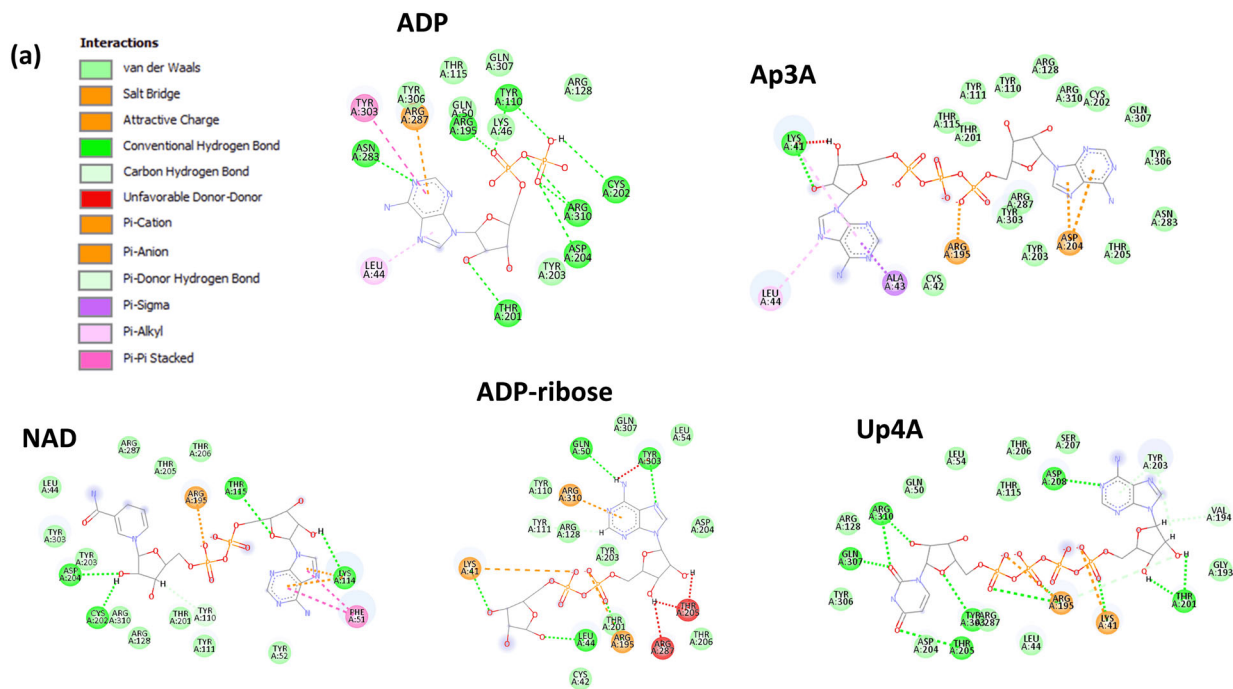 (a)
Interactions
van der Waals
Salt Bridge
Attractive Charge
Conventional Hydrogen Bond
Carbon Hydrogen Bond
Unfavorable Donor-Donor
Pi-Cation
Pi-Anion
Pi-Donor Hydrogen Bond
Pi-Sigma
Pi-Alkyl
Pi-Pi Stacked
ADP
THR
A:115
GLN
A:307
ARG
A:128
TYR
A:303
TYR
A:306
ARG
A:287
GLN
A:50
ARG
A:195
TYR
A:110
LYS
A:46
ASN
A:283
CYS
A:202
ARG
A:310
ASP
A:204
TYR
A:203
LEU
A:44
THR
A:201
Ap3A
ARG
A:128
TYR
A:111
TYR
A:110
ARG
A:310
CYS
A:202
GLN
A:307
THR
A:115
THR
A:201
LYS
A:41
TYR
A:306
ARG
A:287
TYR
A:303
ASN
A:283
ARG
A:195
TYR
A:203
ASP
A:204
THR
A:205
LEU
A:44
ALA
A:43
CYS
A:42
NAD
ARG
A:287
THR
A:206
THR
A:205
LEU
A:44
ARG
A:195
THR
A:115
TYR
A:303
TYR
A:203
ASP
A:204
LYS
A:114
CYS
A:202
ARG
A:310
THR
A:201
TYR
A:110
PHE
A:51
ARG
A:128
TYR
A:111
TYR
A:52
ADP-ribose
GLN
A:307
LEU
A:54
GLN
A:50
TYR
A:303
TYR
A:110
ARG
A:310
TYR
A:111
ARG
A:128
ASP
A:204
TYR
A:203
LYS
A:41
THR
A:201
THR
A:205
LEU
A:44
ARG
A:195
ARG
A:287
THR
A:206
CYS
A:42
Up4A
THR
A:206
SER
A:207
LEU
A:54
TYR
A:203
GLN
A:50
THR
A:115
ASP
A:208
ARG
A:310
ARG
A:128
VAL
A:194
GLN
A:307
GLY
A:193
TYR
A:306
ARG
A:195
THR
A:201
TYR
A:303
ARG
A:287
LYS
A:41
ASP
A:204
THR
A:205
LEU
A:44